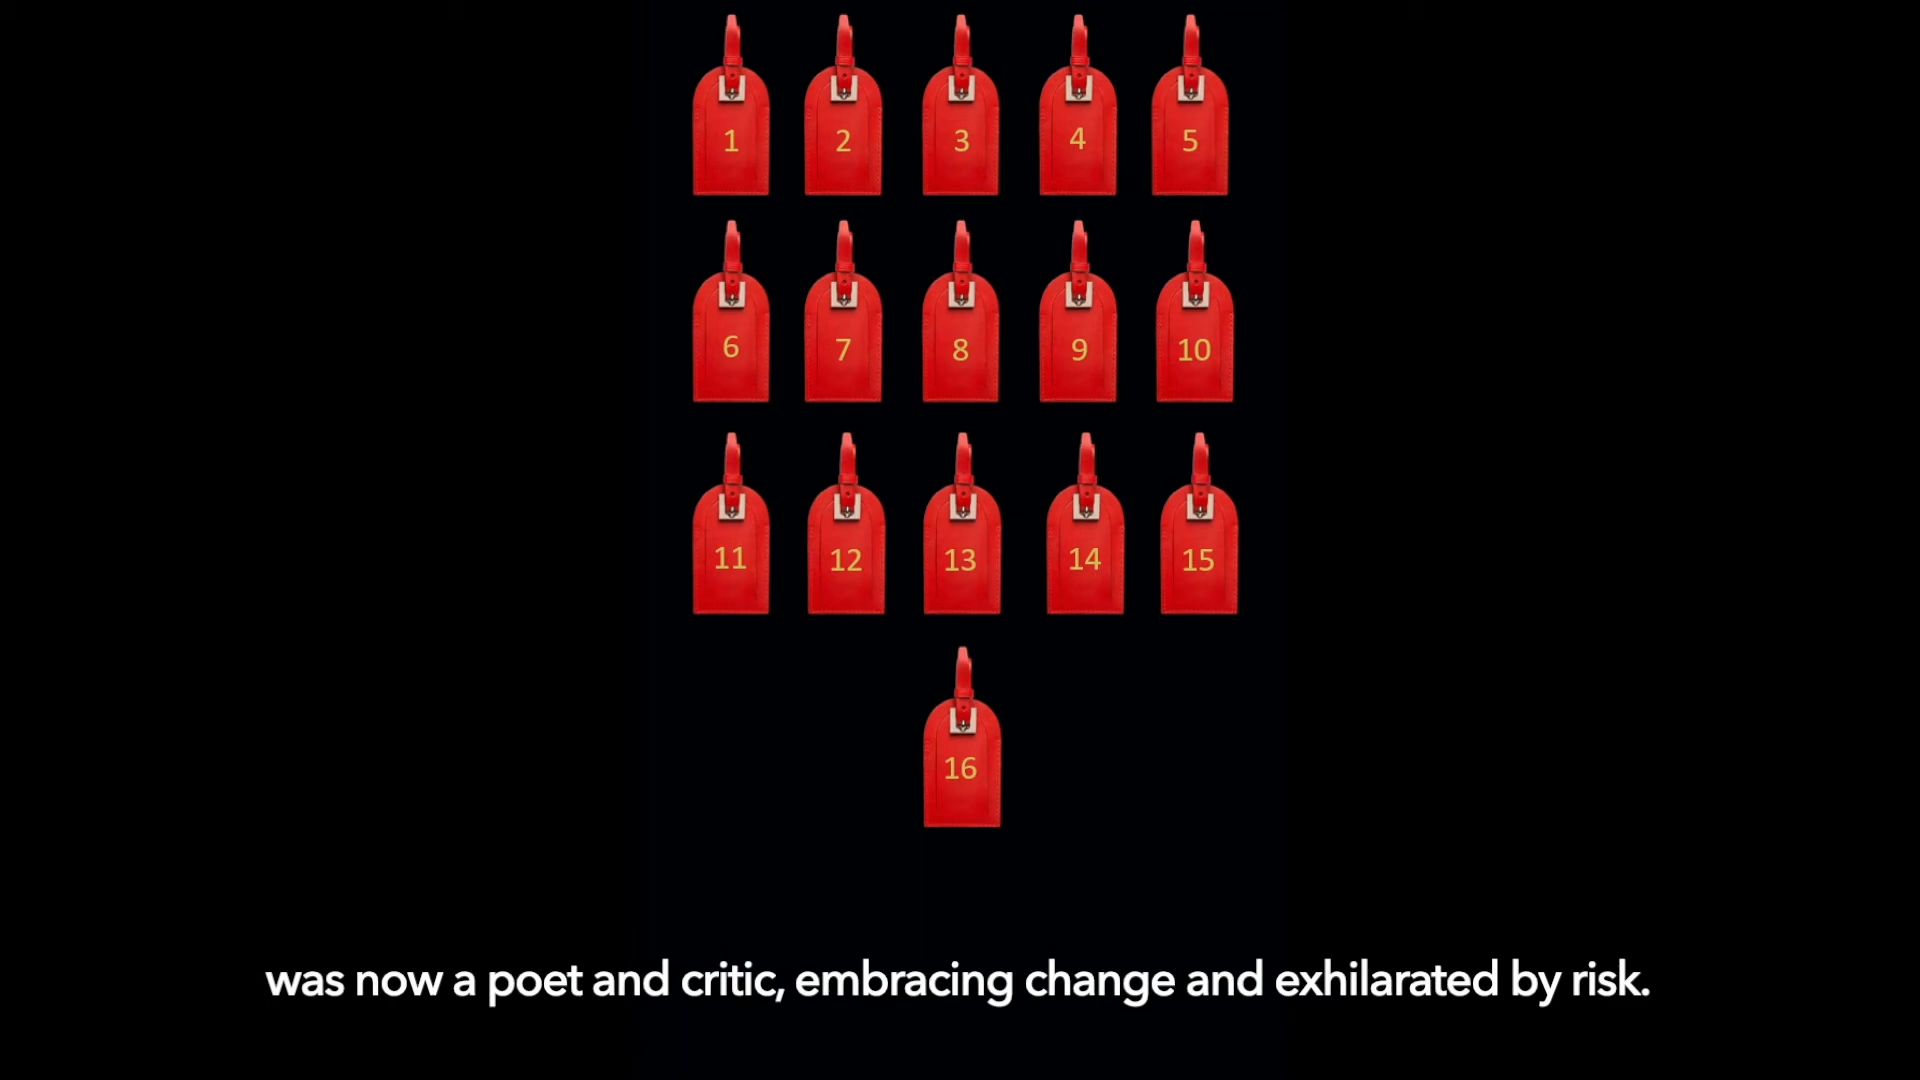 1 2 3 4 5
6 7 8 9 10
11 12 13 14 15
16
was now a poet and critic, embracing change and exhilarated by risk.